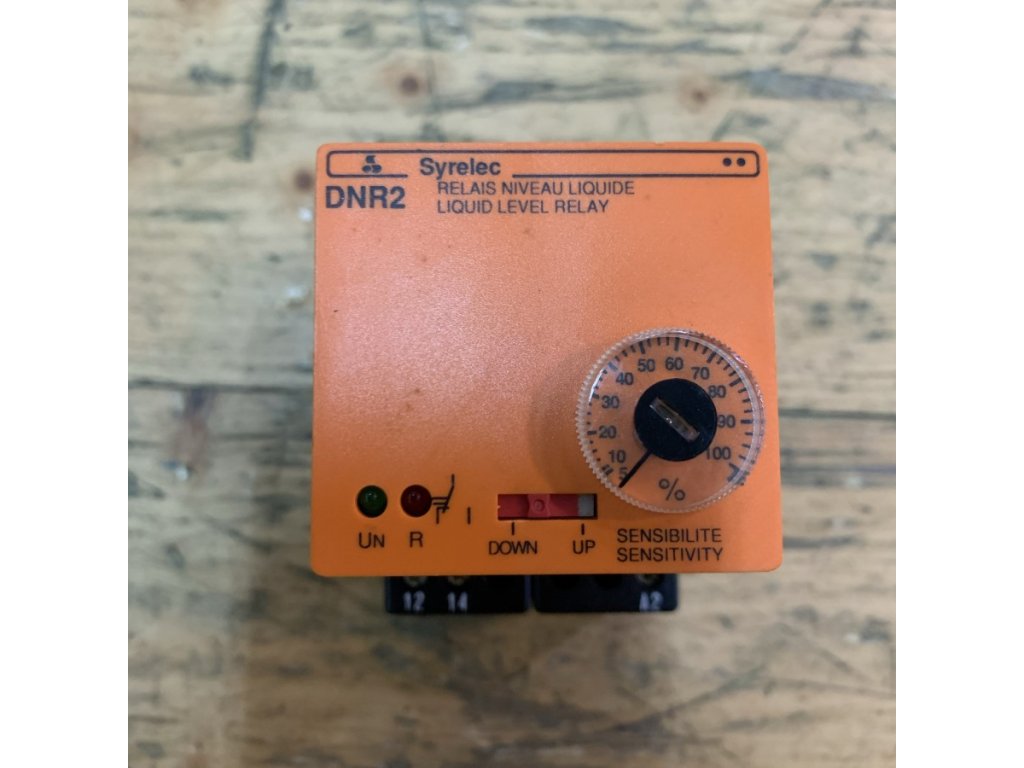 Syrelec
DNR2
RELAIS NIVEAU LIQUIDE
LIQUID LEVEL RELAY
5 10 20 30 40 50 60 70 80 90 100
%
UN R
DOWN UP
SENSIBILITE
SENSITIVITY
12 14 A2